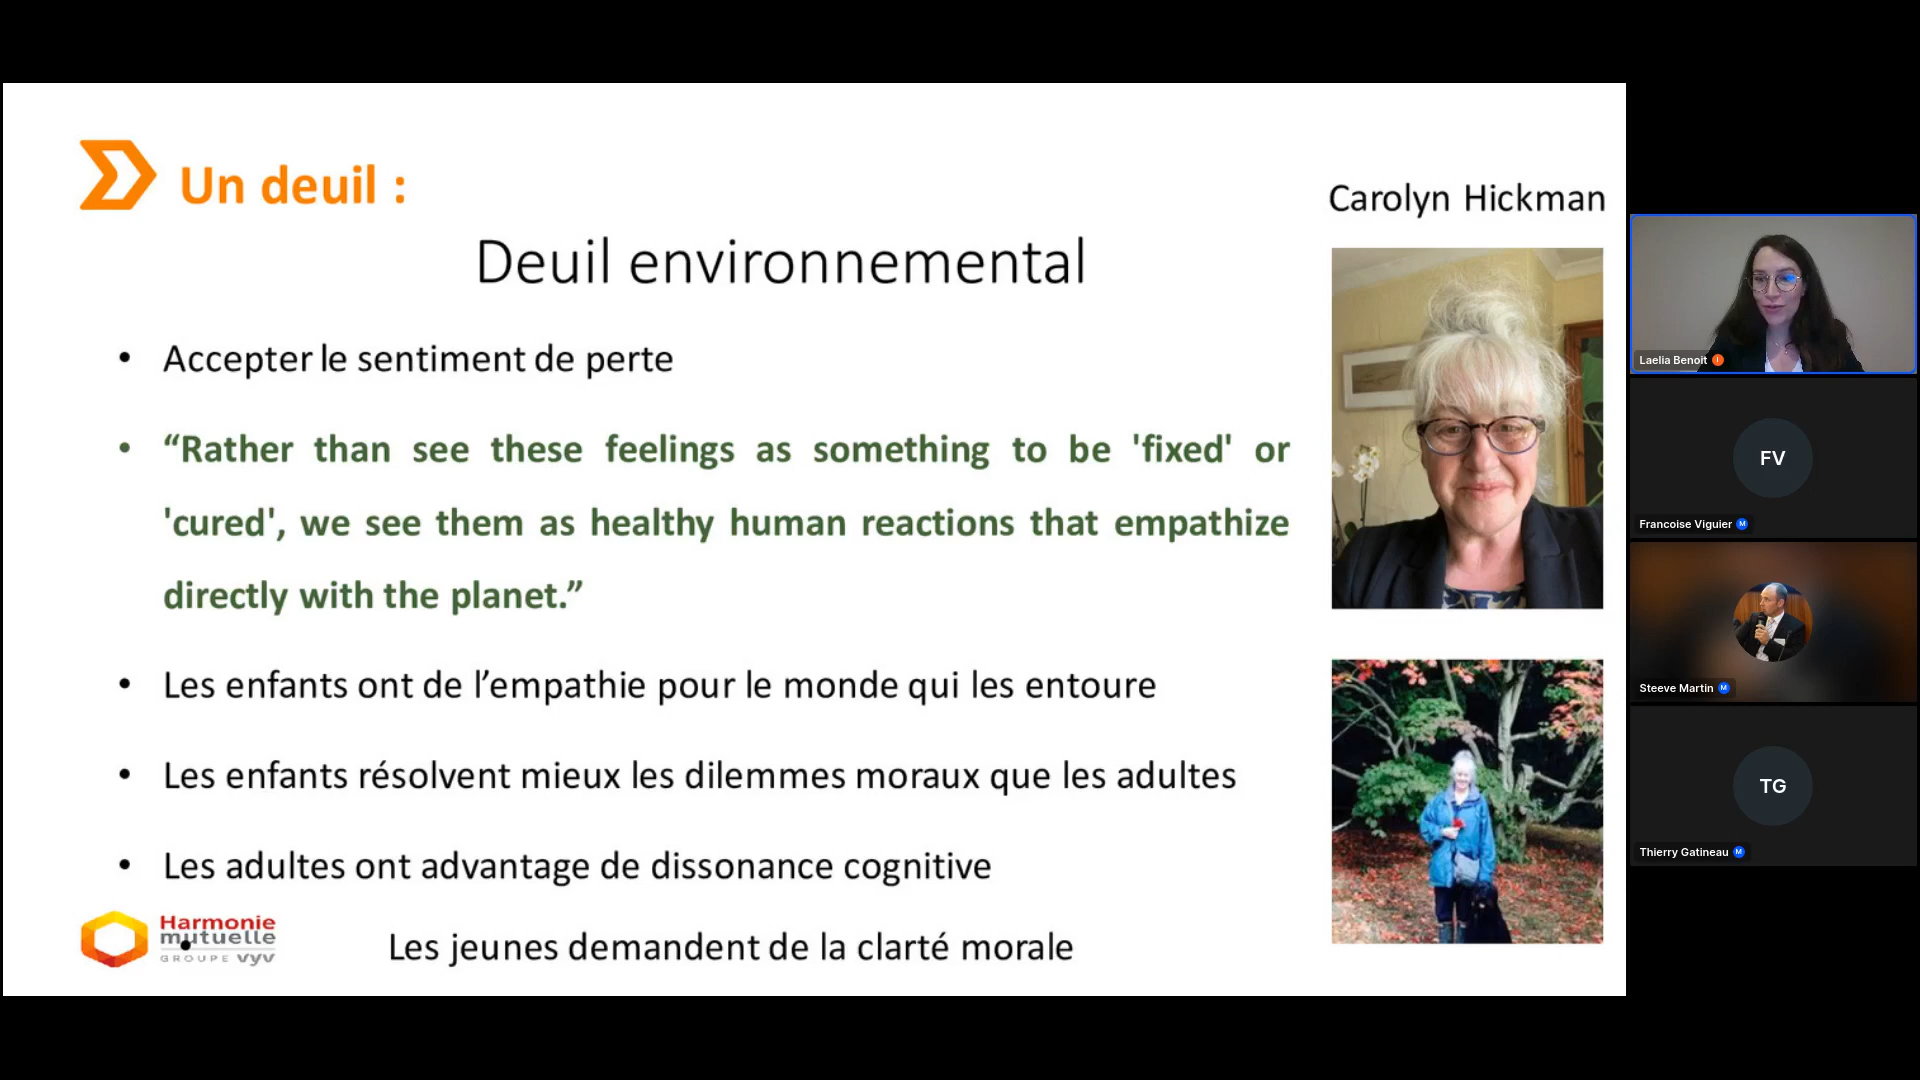 Un deuil :
Carolyn Hickman
Deuil environnemental
• Accepter le sentiment de perte
• “Rather than see these feelings as something to be 'fixed' or
'cured', we see them as healthy human reactions that empathize
directly with the planet.”
• Les enfants ont de l’empathie pour le monde qui les entoure
• Les enfants résolvent mieux les dilemmes moraux que les adultes
• Les adultes ont advantage de dissonance cognitive
• Les jeunes demandent de la clarté morale
Harmonie
mutuelle
GROUPE vyv
Laelia Benoit I
FV
Francoise Viguier M
Steeve Martin M
TG
Thierry Gatineau M